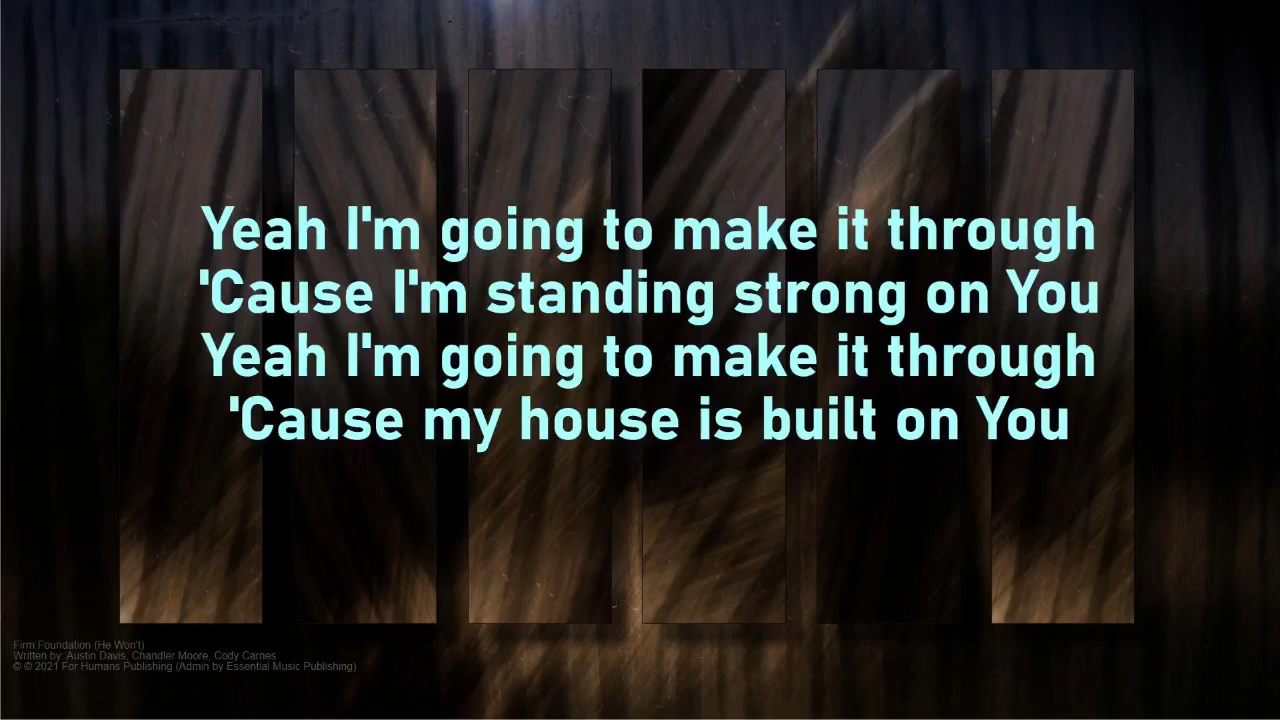 Yeah I'm going to make it through
'Cause I'm standing strong on You
Yeah I'm going to make it through
'Cause my house is built on You
Firm Foundation (He Won't)
Written by: Austin Davis, Chandler Moore, Cody Carnes
© © 2021 For Humans Publishing (Admin by Essential Music Publishing)